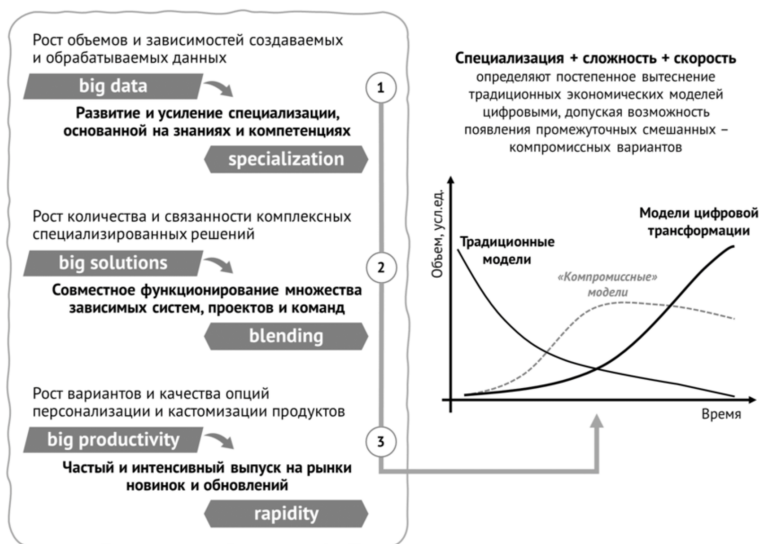 Рост объемов и зависимостей создаваемых
и обрабатываемых данных
big data
1
Развитие и усиление специализации,
основанной на знаниях и компетенциях
specialization
Рост количества и связанности комплексных
специализированных решений
big solutions
2
Совместное функционирование множества
зависимых систем, проектов и команд
blending
Рост вариантов и качества опций
персонализации и кастомизации продуктов
big productivity
3
Частый и интенсивный выпуск на рынки
новинок и обновлений
rapidity
Специализация + сложность + скорость
определяют постепенное вытеснение
традиционных экономических моделей
цифровыми, допуская возможность
появления промежуточных смешанных –
компромиссных вариантов
Объем, усл.ед.
Традиционные
модели
«Компромиссные»
модели
Модели цифровой
трансформации
Время